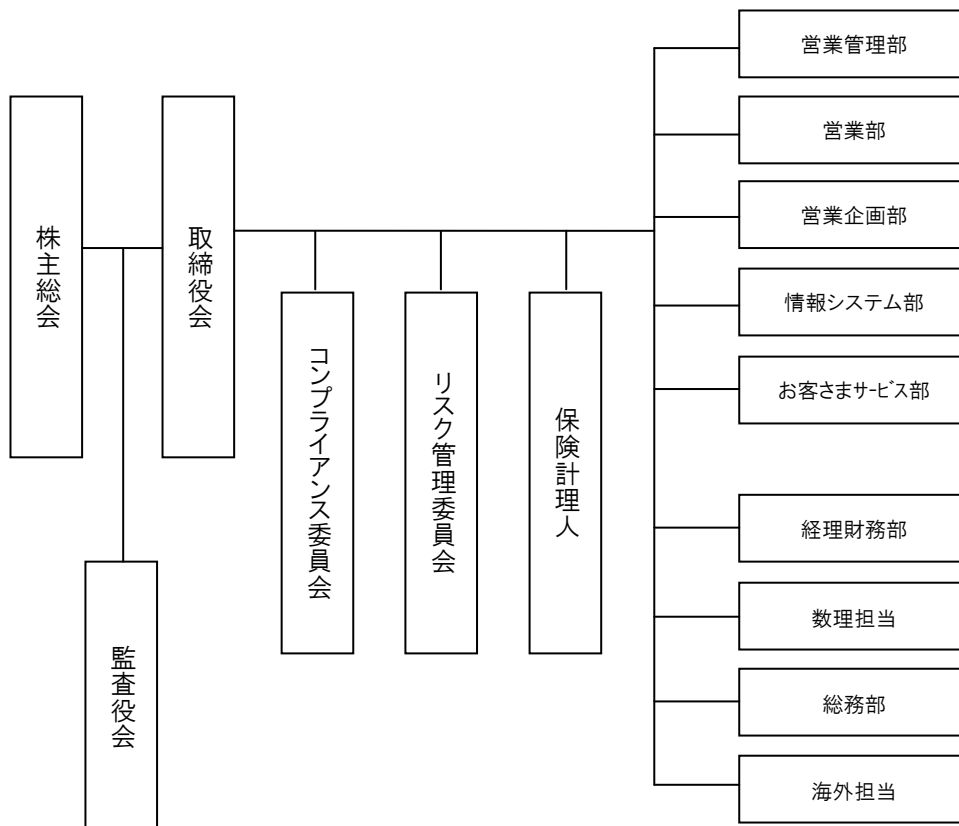 株主総会
取締役会
監査役会
コンプライアンス委員会
リスク管理委員会
保険計理人
営業管理部
営業部
営業企画部
情報システム部
お客さまサービス部
経理財務部
数理担当
総務部
海外担当